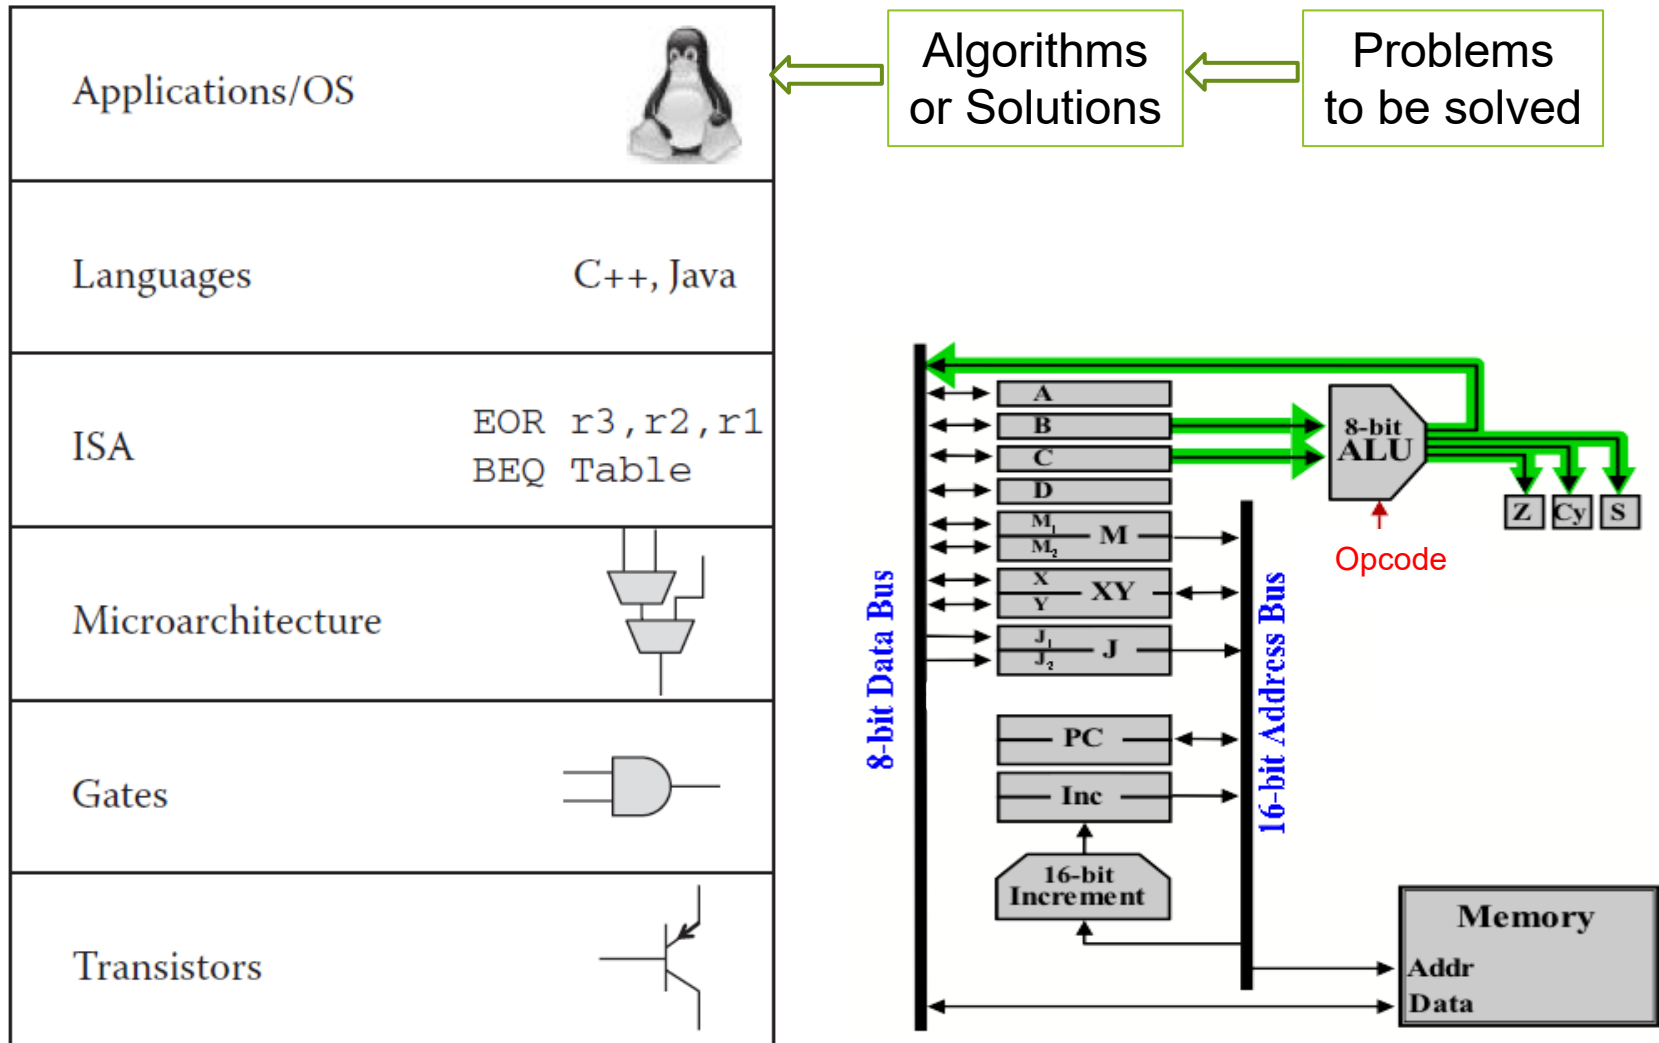 Applications/OS
Algorithms
or Solutions
Problems
to be solved
Languages
C++, Java
ISA
EOR r3,r2,r1
BEQ Table
Microarchitecture
Gates
Transistors
8-bit Data Bus
A
B
C
D
M1
M2
M
X
Y
XY
J1
J2
J
PC
Inc
16-bit
Increment
8-bit
ALU
Opcode
Z
Cy
S
16-bit Address Bus
Memory
Addr
Data